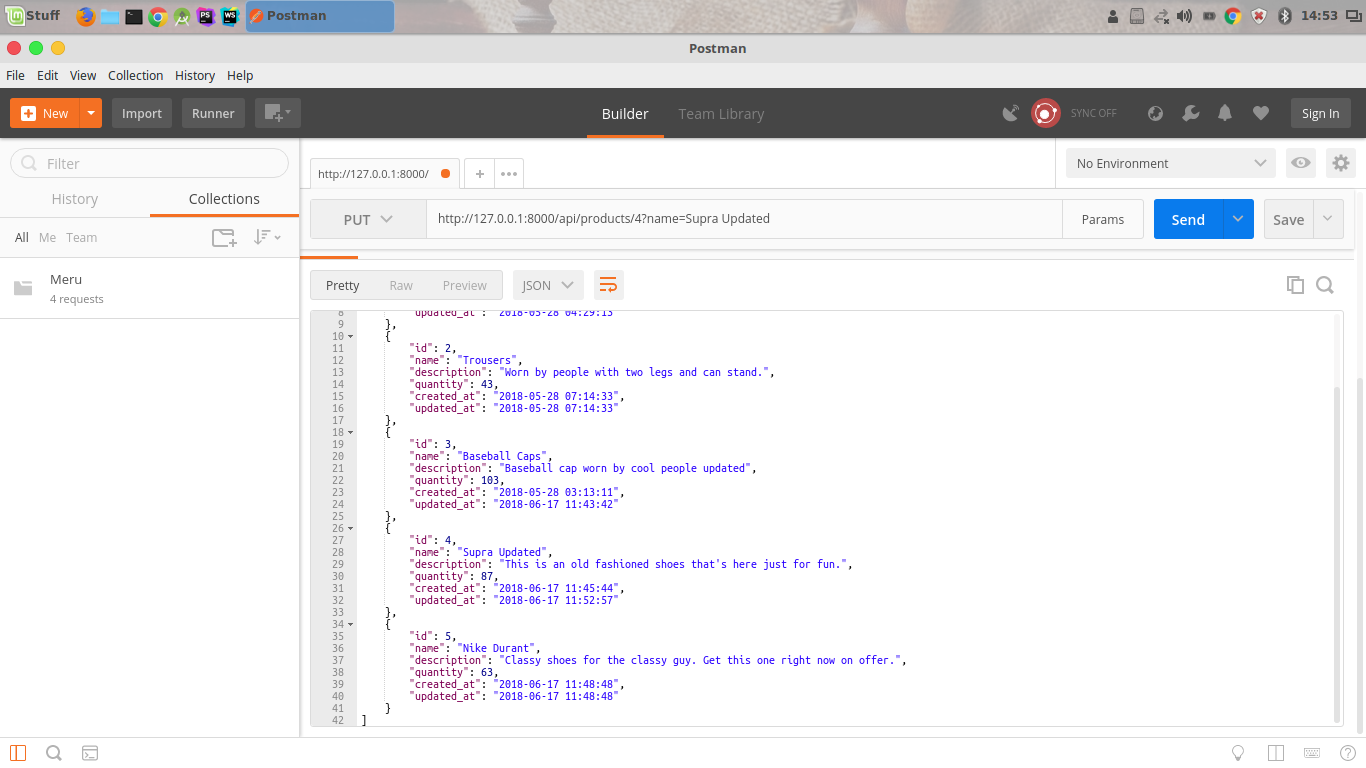 Stuff
PS
WS
Postman
14:53
Postman
File Edit View Collection History Help
New Import Runner Builder Team Library SYNC OFF Sign In
Filter
http://127.0.0.1:8000/ + ••• No Environment
History Collections
PUT http://127.0.0.1:8000/api/products/4?name=Supra Updated Params Send Save
All Me Team
Meru
4 requests
Pretty Raw Preview JSON
8 "updated_at": "2018-05-28 04:29:13"
9 },
10 {
11 "id": 2,
12 "name": "Trousers",
13 "description": "Worn by people with two legs and can stand.",
14 "quantity": 43,
15 "created_at": "2018-05-28 07:14:33",
16 "updated_at": "2018-05-28 07:14:33"
17 },
18 {
19 "id": 3,
20 "name": "Baseball Caps",
21 "description": "Baseball cap worn by cool people updated",
22 "quantity": 103,
23 "created_at": "2018-05-28 03:13:11",
24 "updated_at": "2018-06-17 11:43:42"
25 },
26 {
27 "id": 4,
28 "name": "Supra Updated",
29 "description": "This is an old fashioned shoes that's here just for fun.",
30 "quantity": 87,
31 "created_at": "2018-06-17 11:45:44",
32 "updated_at": "2018-06-17 11:52:57"
33 },
34 {
35 "id": 5,
36 "name": "Nike Durant",
37 "description": "Classy shoes for the classy guy. Get this one right now on offer.",
38 "quantity": 63,
39 "created_at": "2018-06-17 11:48:48",
40 "updated_at": "2018-06-17 11:48:48"
41 }
42 ]